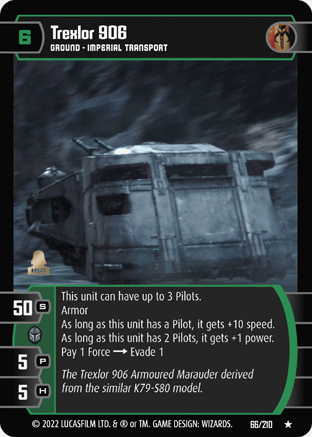 6 Trexlor 906
GROUND - IMPERIAL TRANSPORT
This unit can have up to 3 Pilots.
50 S Armor
As long as this unit has a Pilot, it gets +10 speed.
As long as this unit has 2 Pilots, it gets +1 power.
5 P Pay 1 Force → Evade 1
The Trexlor 906 Armoured Marauder derived
5 H from the similar K79-S80 model.
© 2022 LUCASFILM LTD. & ® or TM. GAME DESIGN: WIZARDS. 66/210